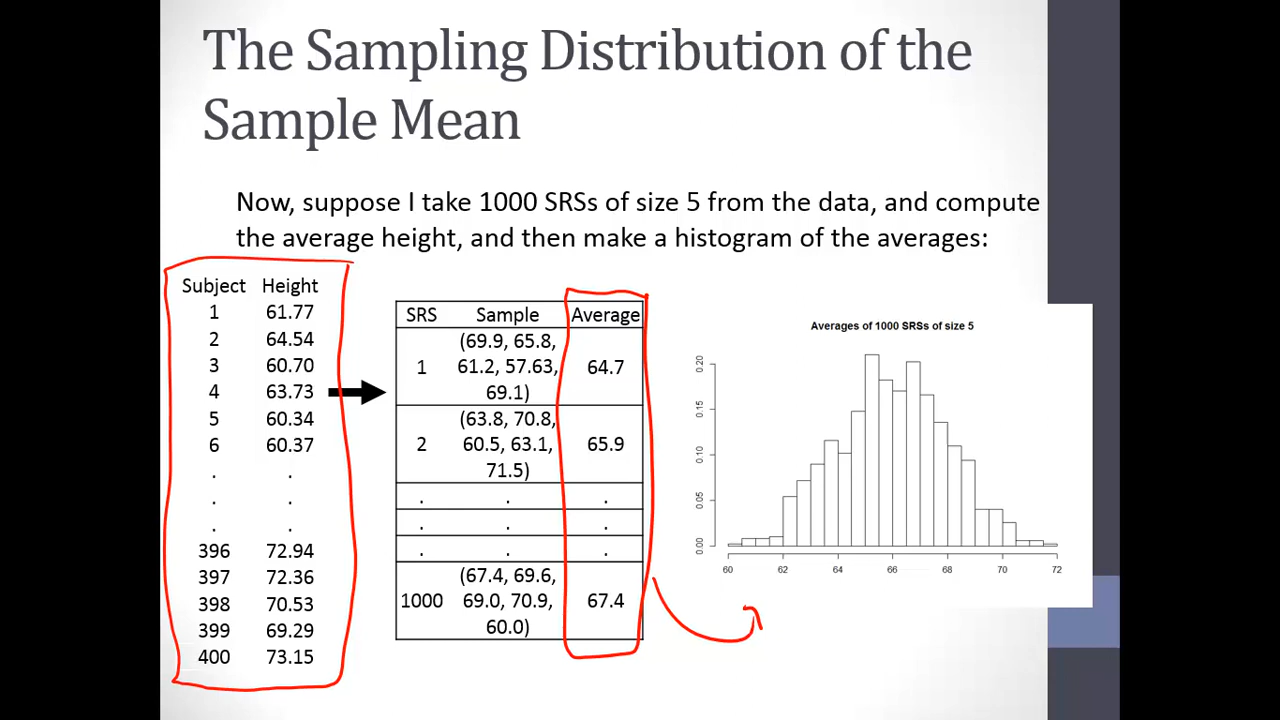 The Sampling Distribution of the
Sample Mean
Now, suppose I take 1000 SRSs of size 5 from the data, and compute
the average height, and then make a histogram of the averages:
Subject Height
1 61.77
2 64.54
3 60.70
4 63.73
5 60.34
6 60.37
. .
. .
. .
396 72.94
397 72.36
398 70.53
399 69.29
400 73.15
SRS Sample Average
(69.9, 65.8,
1 61.2, 57.63, 64.7
69.1)
(63.8, 70.8,
2 60.5, 63.1, 65.9
71.5)
. . .
. . .
. . .
(67.4, 69.6,
1000 69.0, 70.9, 67.4
60.0)
Averages of 1000 SRSs of size 5
0.20
0.15
0.10
0.05
0.00
60 62 64 66 68 70 72